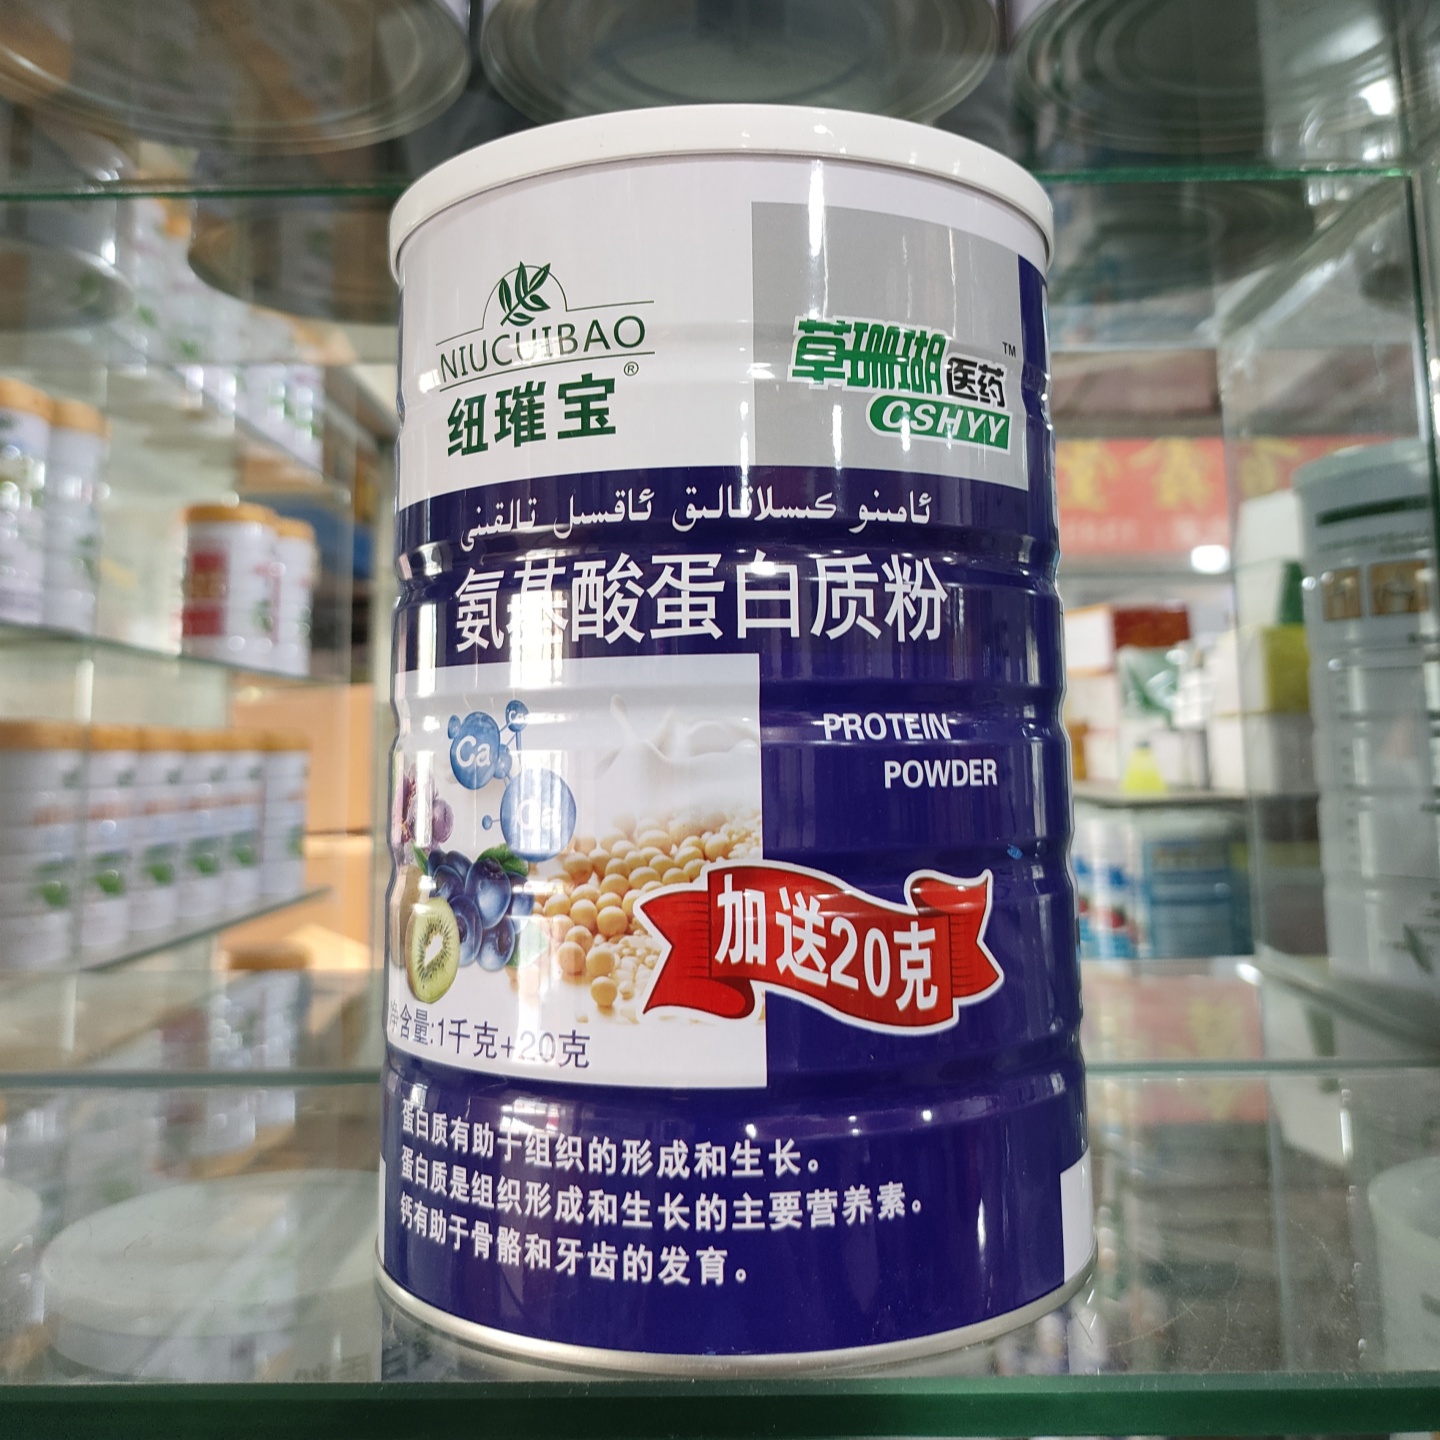 NIUCUIBAO
®
纽璀宝
草珊瑚医药
TM
CSHYY
ئامىنو كىسلاتالىق ئاقسىل تالقىنى
氨基酸蛋白质粉
PROTEIN
POWDER
Ca
加送20克
净含量:1千克+20克
蛋白质有助于组织的形成和生长。
蛋白质是组织形成和生长的主要营养素。
钙有助于骨骼和牙齿的发育。